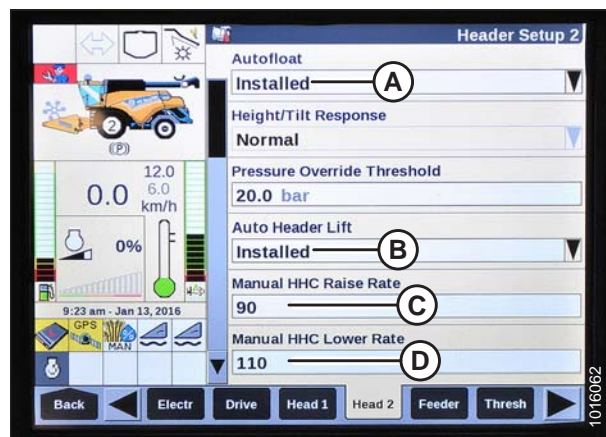 Header Setup 2
Autofloat
Installed
A
Height/Tilt Response
Normal
Pressure Override Threshold
20.0 bar
Auto Header Lift
Installed
B
Manual HHC Raise Rate
90
C
Manual HHC Lower Rate
110
D
2
(P)
12.0
0.0
6.0
km/h
0%
9:23 am - Jan 13, 2016
GPS
MAN
Back
Electr
Drive
Head 1
Head 2
Feeder
Thresh
1016062